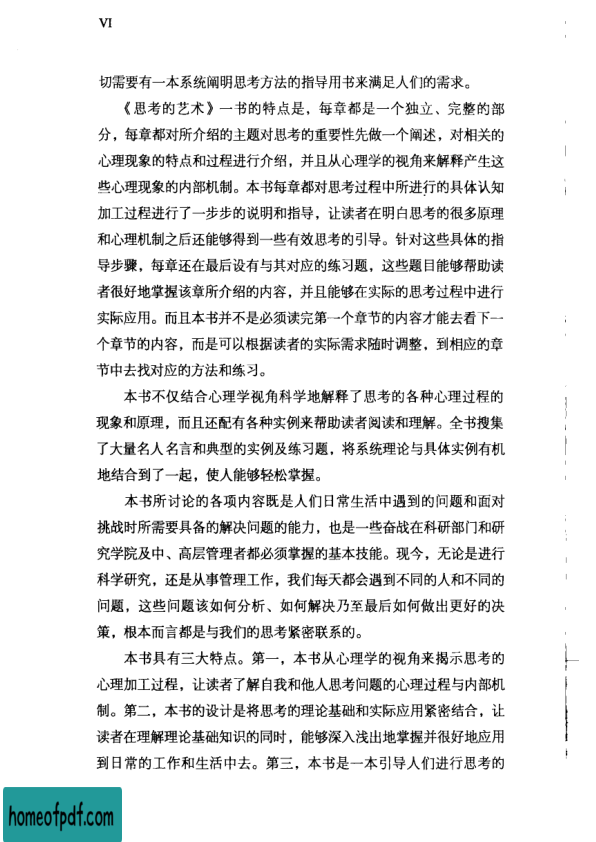 VI
切需要有一本系统阐明思考方法的指导用书来满足人们的需求。
《思考的艺术》一书的特点是，每章都是一个独立、完整的部
分，每章都对所介绍的主题对思考的重要性先做一个阐述，对相关的
心理现象的特点和过程进行介绍，并且从心理学的视角来解释产生这
些心理现象的内部机制。本书每章都对思考过程中所进行的具体认知
加工过程进行了一步步的说明和指导，让读者在明白思考的很多原理
和心理机制之后还能够得到一些有效思考的引导。针对这些具体的指
导步骤，每章还在最后设有与其对应的练习题，这些题目能够帮助读
者很好地掌握该章所介绍的内容，并且能够在实际的思考过程中进行
实际应用。而且本书并不是必须读完第一个章节的内容才能去看下一
个章节的内容，而是可以根据读者的实际需求随时调整，到相应的章
节中去找对应的方法和练习。
本书不仅结合心理学视角科学地解释了思考的各种心理过程的
现象和原理，而且还配有各种实例来帮助读者阅读和理解。全书搜集
了大量名人名言和典型的实例及练习题，将系统理论与具体实例有机
地结合到了一起，使人能够轻松掌握。
本书所讨论的各项内容既是人们日常生活中遇到的问题和面对
挑战时所需要具备的解决问题的能力，也是一些奋战在科研部门和研
究学院及中、高层管理者都必须掌握的基本技能。现今，无论是进行
科学研究，还是从事管理工作，我们每天都会遇到不同的人和不同的
问题，这些问题该如何分析、如何解决乃至最后如何做出更好的决
策，根本而言都是与我们的思考紧密联系的。
本书具有三大特点。第一，本书从心理学的视角来揭示思考的
心理加工过程，让读者了解自我和他人思考问题的心理过程与内部机
制。第二，本书的设计是将思考的理论基础和实际应用紧密结合，让
读者在理解理论基础知识的同时，能够深入浅出地掌握并很好地应用
到日常的工作和生活中去。第三，本书是一本引导人们进行思考的
homeofpdf.com